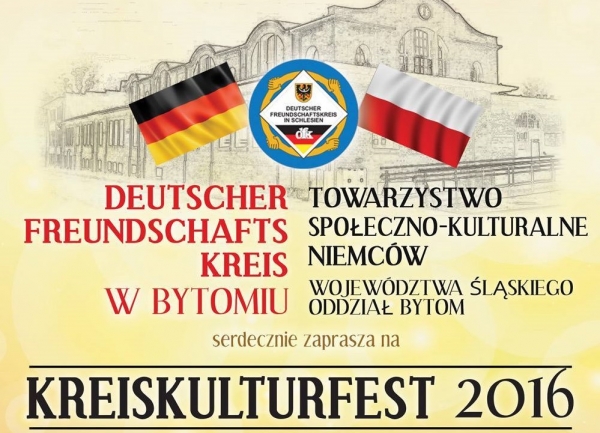 DEUTSCHER
FREUNDSCHAFTSKREIS
IN SCHLESIEN
dfk
DEUTSCHER
FREUNDSCHAFTS
KREIS
W BYTOMIU
TOWARZYSTWO
SPOŁECZNO-KULTURALNE
NIEMCÓW
WOJEWÓDZTWA ŚLĄSKIEGO
ODDZIAŁ BYTOM
serdecznie zaprasza na
KREISKULTURFEST 2016